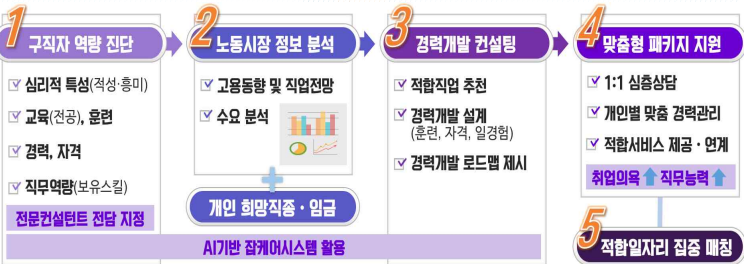 1 구직자 역량 진단
심리적 특성(적성·흥미)
교육(전공), 훈련
경력, 자격
직무역량(보유스킬)
전문컨설턴트 전담 지정
2 노동시장 정보 분석
고용동향 및 직업전망
수요 분석
개인 희망직종 · 임금
3 경력개발 컨설팅
적합직업 추천
경력개발 설계
(훈련, 자격, 일경험)
경력개발 로드맵 제시
AI기반 잡케어시스템 활용
4 맞춤형 패키지 지원
1:1 심층상담
개인별 맞춤 경력관리
적합서비스 제공 · 연계
취업의욕 직무능력
5 적합일자리 집중 매칭